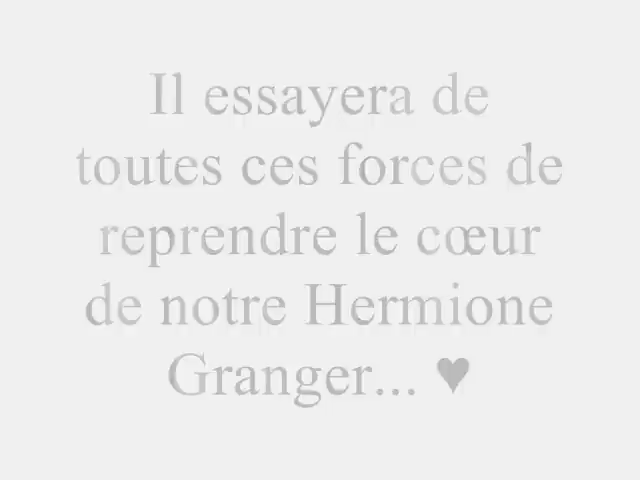 Il essayera de
toutes ces forces de
reprendre le cœur
de notre Hermione
Granger... ♥